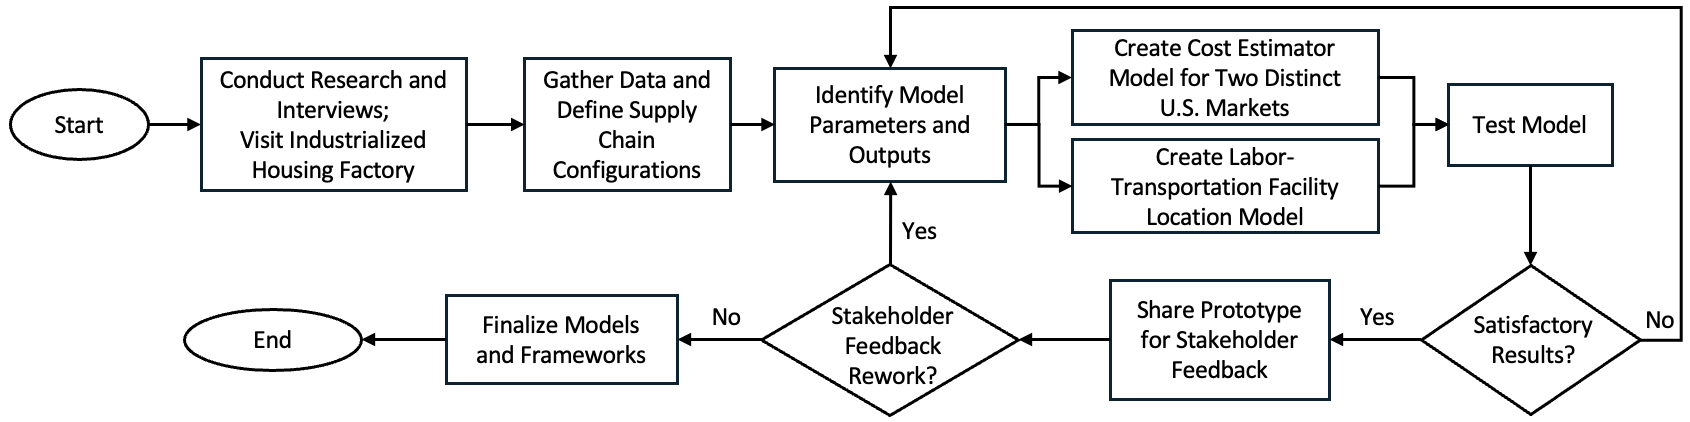 Start
Conduct Research and
Interviews;
Visit Industrialized
Housing Factory
Gather Data and
Define Supply
Chain
Configurations
Identify Model
Parameters and
Outputs
Create Cost Estimator
Model for Two Distinct
U.S. Markets
Create Labor-
Transportation Facility
Location Model
Test Model
Satisfactory
Results?
No
Yes
Share Prototype
for Stakeholder
Feedback
Stakeholder
Feedback
Rework?
Yes
No
Finalize Models
and Frameworks
End